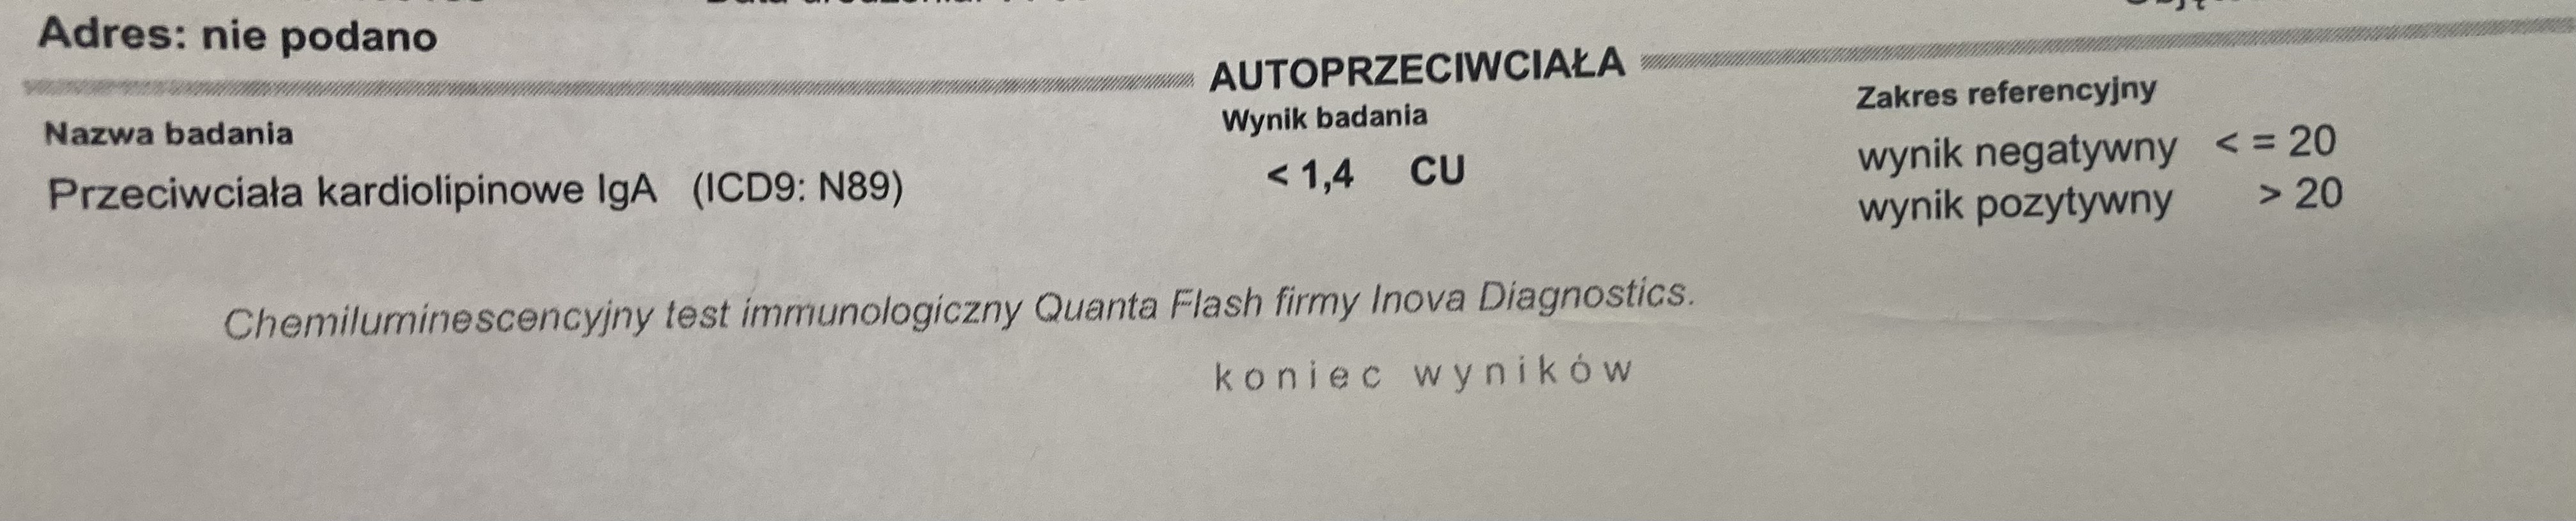 Adres: nie podano
AUTOPRZECIWCIAŁA
Nazwa badania Wynik badania Zakres referencyjny
Przeciwciała kardiolipinowe IgA (ICD9: N89) < 1,4 CU wynik negatywny < = 20
wynik pozytywny > 20
Chemiluminescencyjny test immunologiczny Quanta Flash firmy Inova Diagnostics.
koniec wyników